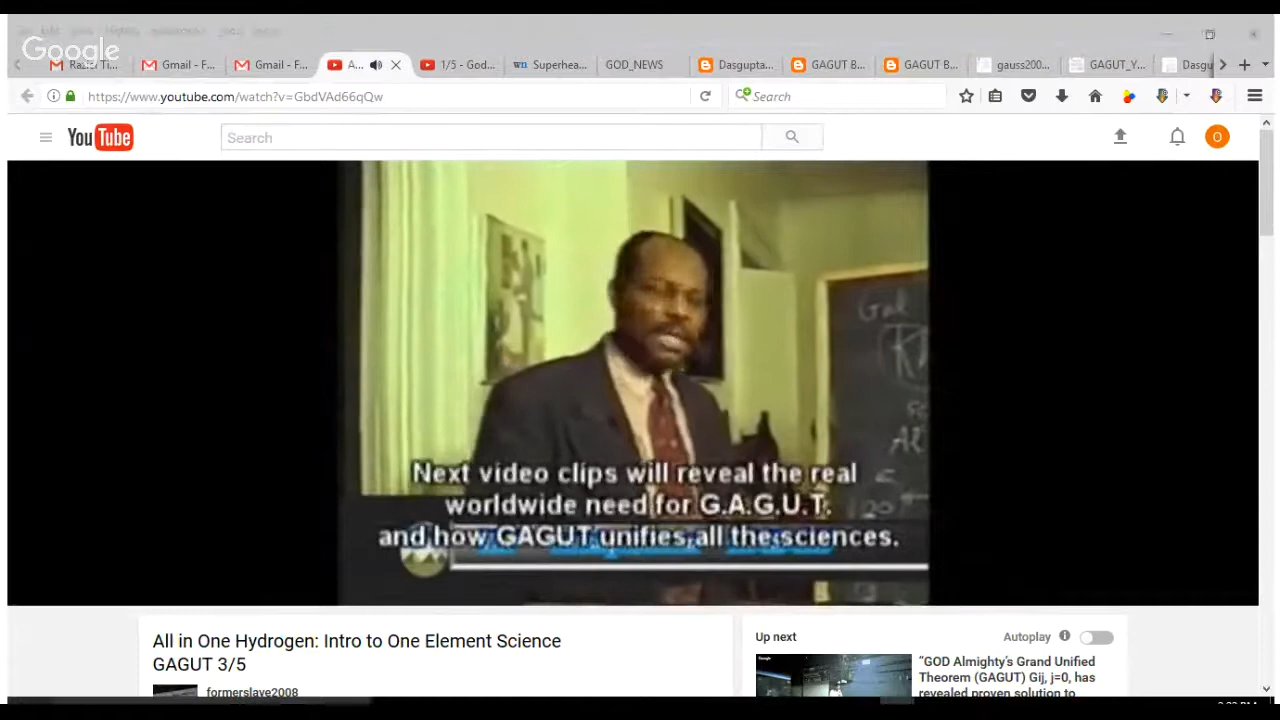 Google
Gmail - F...
Gmail - F...
A...
1/5 - God...
Superhea...
GOD_NEWS
Dasgupta...
GAGUT B...
GAGUT B...
gauss200...
GAGUT_Y...
Dasgu
https://www.youtube.com/watch?v=GbdVAd66qQw
Search
YouTube
Search
O
Next video clips will reveal the real
worldwide need for G.A.G.U.T.
and how GAGUT unifies all the sciences.
All in One Hydrogen: Intro to One Element Science
GAGUT 3/5
formerslave2008
Up next
Autoplay
"GOD Almighty's Grand Unified
Theorem (GAGUT) Gij, j=0, has
revealed proven solution to